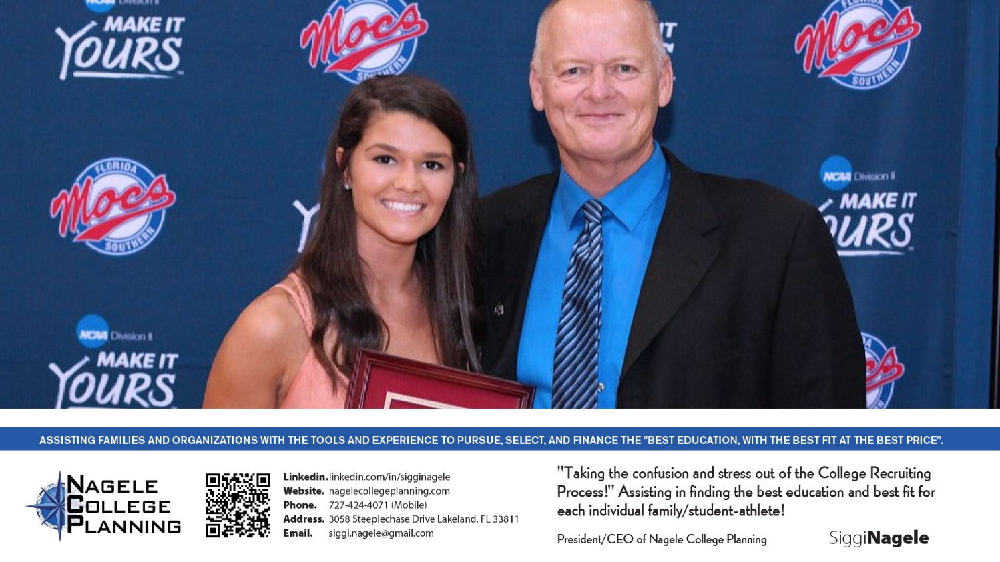 Division II
MAKE IT
YOURS
FLORIDA
Mocs
SOUTHERN
IT
FLORIDA
Mocs
SOUTHERN
FLORIDA
Mocs
SOUTHERN
NCAA Division II
MAKE IT
OURS
NCAA Division II
MAKE IT
YOURS
Mocs
ASSISTING FAMILIES AND ORGANIZATIONS WITH THE TOOLS AND EXPERIENCE TO PURSUE, SELECT, AND FINANCE THE "BEST EDUCATION, WITH THE BEST FIT AT THE BEST PRICE".
NAGELE
COLLEGE
PLANNING
Linkedin. linkedin.com/in/sigginagele
Website. nagelecollegeplanning.com
Phone. 727-424-4071 (Mobile)
Address. 3058 Steeplechase Drive Lakeland, FL 33811
Email. siggi.nagele@gmail.com
"Taking the confusion and stress out of the College Recruiting
Process!" Assisting in finding the best education and best fit for
each individual family/student-athlete!
President/CEO of Nagele College Planning
SiggiNagele